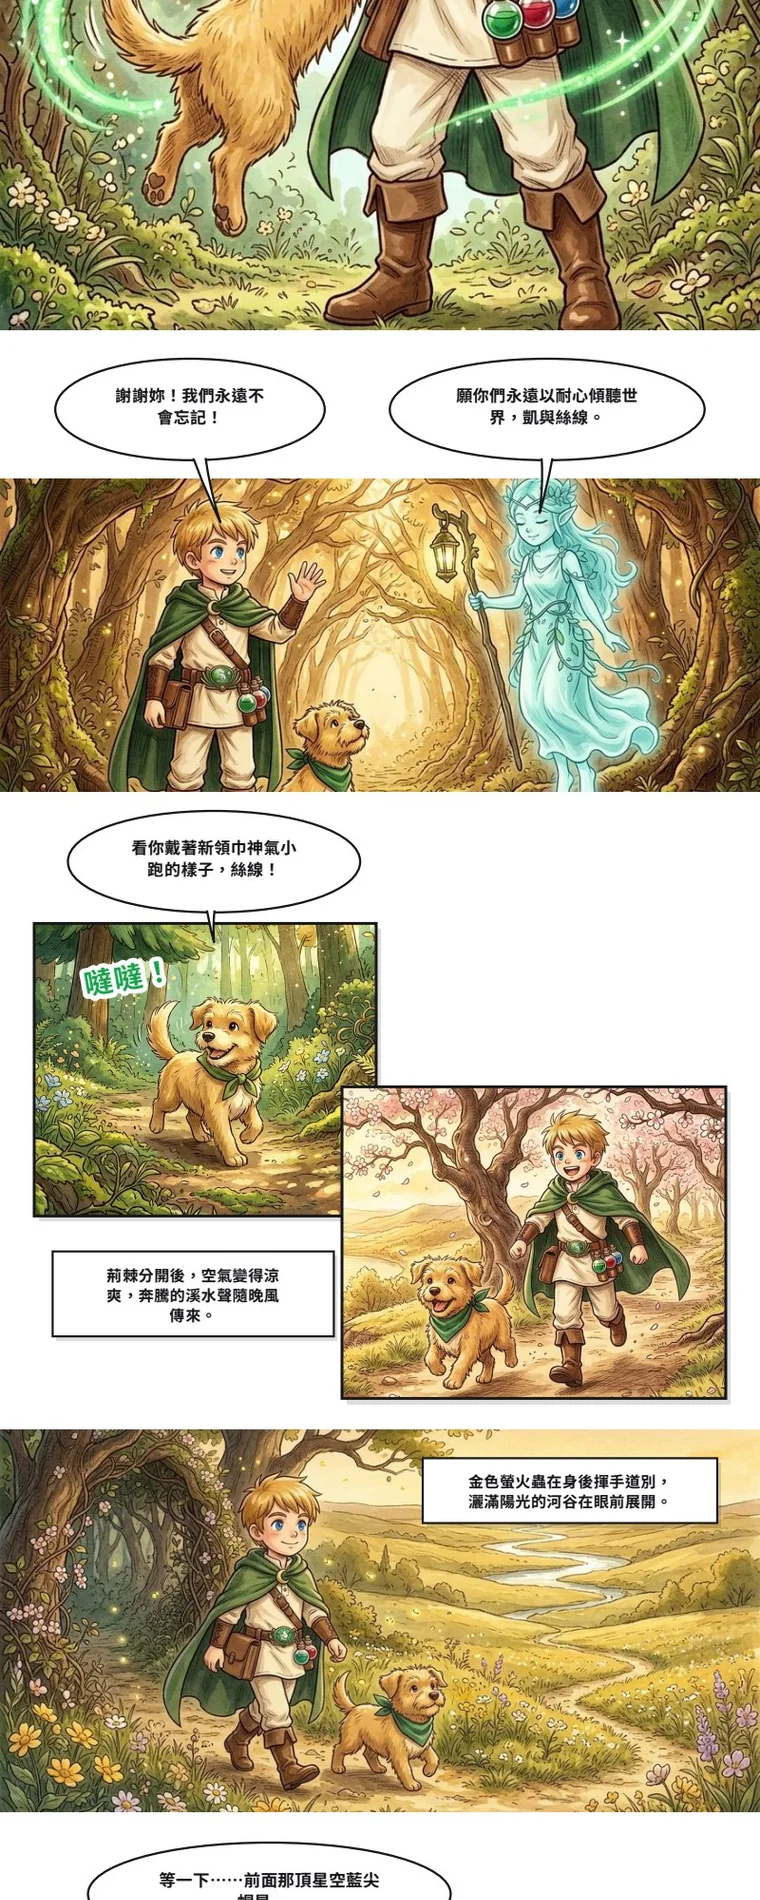 謝謝妳！我們永遠不
會忘記！
願你們永遠以耐心傾聽世
界，凱與絲線。
看你戴著新領巾神氣小
跑的樣子，絲線！
噠噠！
荊棘分開後，空氣變得涼
爽，奔騰的溪水聲隨晚風
傳來。
金色螢火蟲在身後揮手道別，
灑滿陽光的河谷在眼前展開。
等一下⋯⋯前面那頂星空藍尖